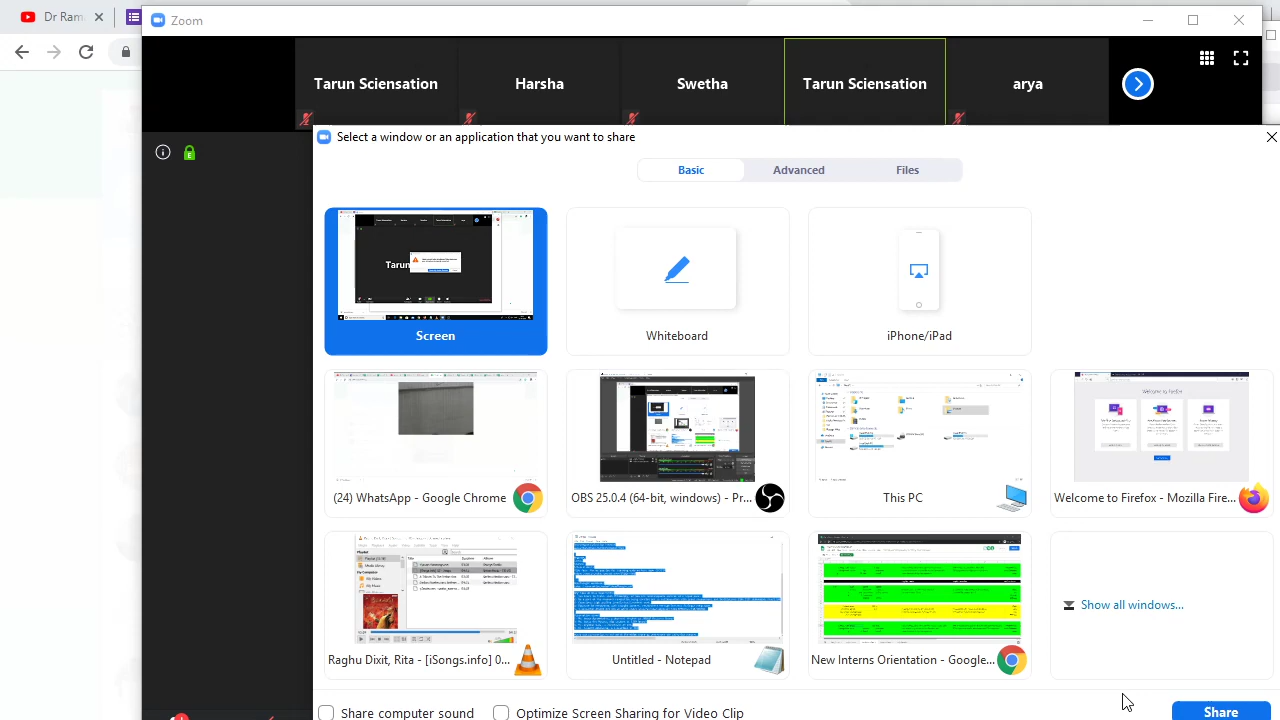 Dr Ram
Zoom
Tarun Sciensation
Harsha
Swetha
Tarun Sciensation
arya
Select a window or an application that you want to share
Basic
Advanced
Files
Screen
Whiteboard
iPhone/iPad
(24) WhatsApp - Google Chrome
OBS 25.0.4 (64-bit, windows) - Pr...
This PC
Welcome to Firefox - Mozilla Fire...
Raghu Dixit, Rita - [iSongs.info] 0...
Untitled - Notepad
New Interns Orientation - Google...
Show all windows...
Share computer sound
Optimize Screen Sharing for Video Clip
Share